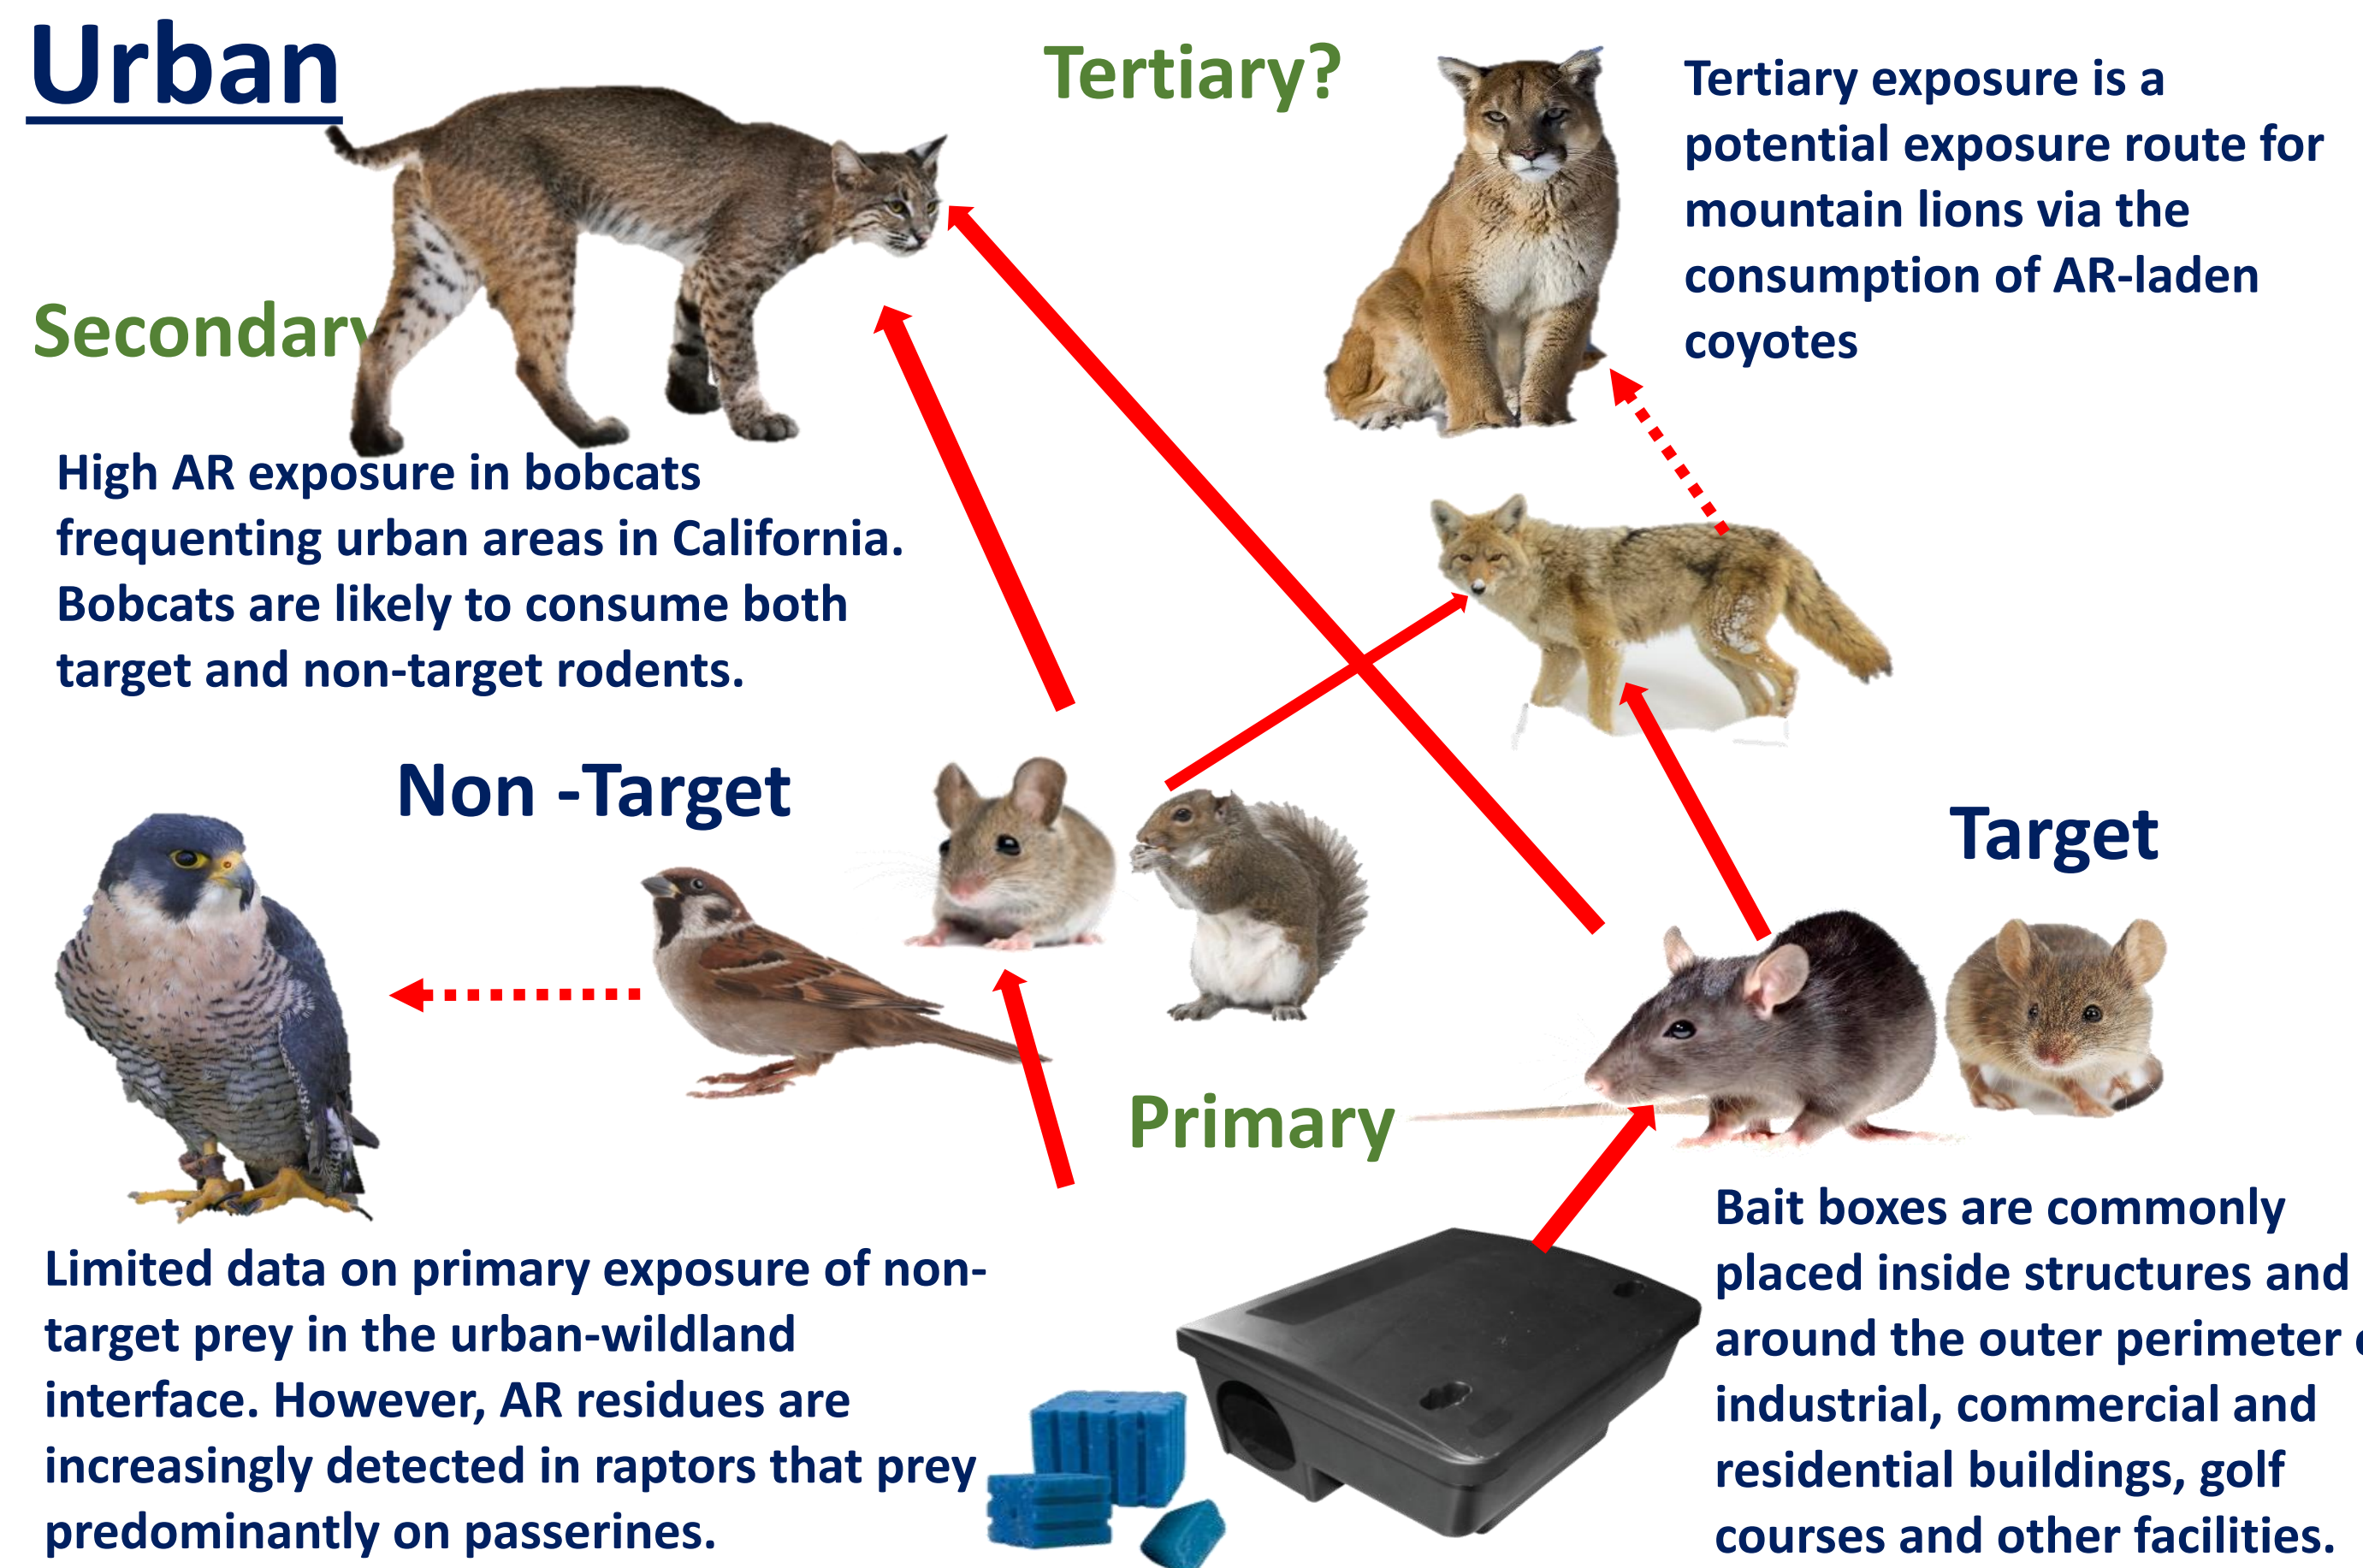 Urban
Tertiary?
Tertiary exposure is a
potential exposure route for
mountain lions via the
consumption of AR-laden
coyotes
Secondary
High AR exposure in bobcats
frequenting urban areas in California.
Bobcats are likely to consume both
target and non-target rodents.
Non -Target
Target
Primary
Limited data on primary exposure of non-
target prey in the urban-wildland
interface. However, AR residues are
increasingly detected in raptors that prey
predominantly on passerines.
Bait boxes are commonly
placed inside structures and
around the outer perimeter
industrial, commercial and
residential buildings, golf
courses and other facilities.